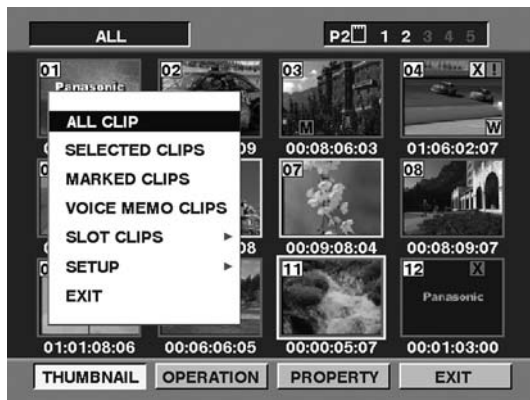 ALL
P2 1 2 3 4 5
01
Panasonic
02
03
M
04 X !
W
09
00:08:06:03
01:06:02:07
ALL CLIP
SELECTED CLIPS
MARKED CLIPS
VOICE MEMO CLIPS
SLOT CLIPS
SETUP
EXIT
07
08
08
00:09:08:04
00:08:09:07
11
12 X
Panasonic
01:01:08:06
00:06:06:05
00:00:05:07
00:01:03:00
THUMBNAIL OPERATION PROPERTY EXIT